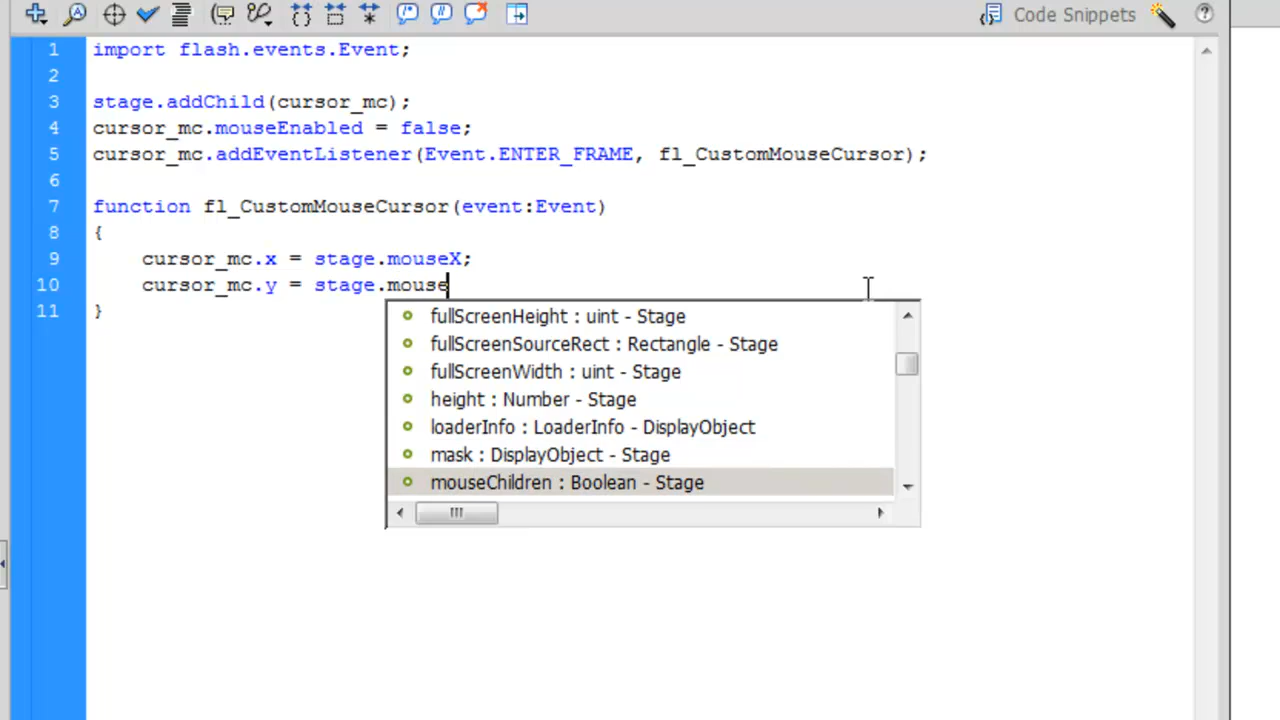 Code Snippets
1 import flash.events.Event;
2
3 stage.addChild(cursor_mc);
4 cursor_mc.mouseEnabled = false;
5 cursor_mc.addEventListener(Event.ENTER_FRAME, fl_CustomMouseCursor);
6
7 function fl_CustomMouseCursor(event:Event)
8 {
9 cursor_mc.x = stage.mouseX;
10 cursor_mc.y = stage.mouse
11 }
fullScreenHeight : uint - Stage
fullScreenSourceRect : Rectangle - Stage
fullScreenWidth : uint - Stage
height : Number - Stage
loaderInfo : LoaderInfo - DisplayObject
mask : DisplayObject - Stage
mouseChildren : Boolean - Stage